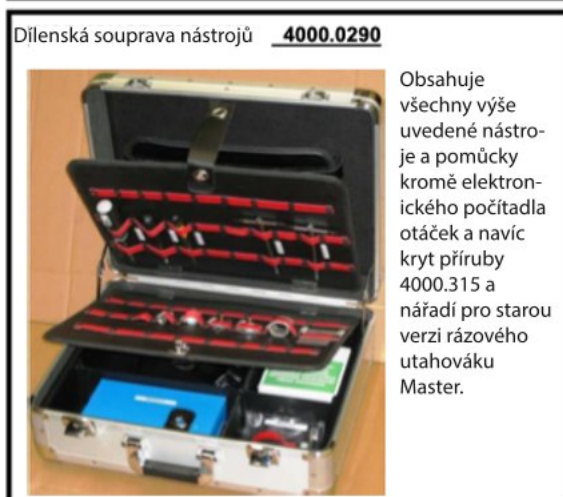 Dílenská souprava nástrojů 4000.0290
Obsahuje
všechny výše
uvedené nástro-
je a pomůcky
kromě elektron-
ického počítadla
otáček a navíc
kryt příruby
4000.315 a
nářadí pro starou
verzi rázového
utahováku
Master.